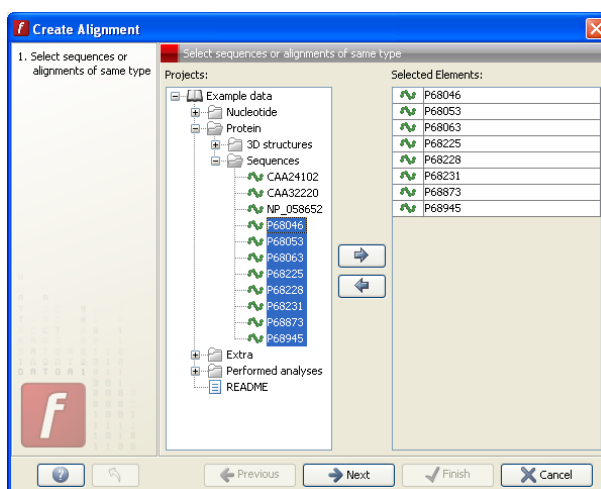 Create Alignment
1. Select sequences or
alignments of same type
Select sequences or alignments of same type
Projects:
Example data
Nucleotide
Protein
3D structures
Sequences
CAA24102
CAA32220
NP_058652
P68046
P68053
P68063
P68225
P68228
P68231
P68873
P68945
Extra
Performed analyses
README
Selected Elements:
P68046
P68053
P68063
P68225
P68228
P68231
P68873
P68945
Previous
Next
Finish
Cancel